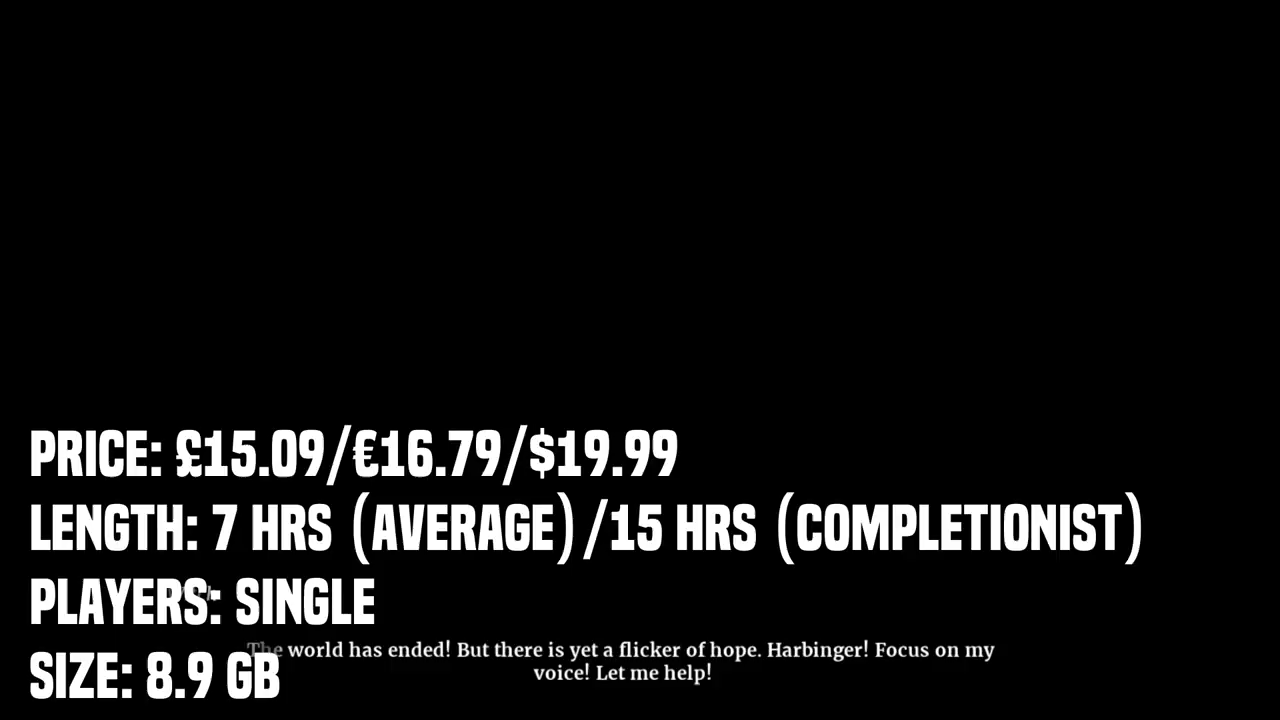 PRICE: £15.09/€16.79/$19.99
LENGTH: 7 HRS (AVERAGE)/15 HRS (COMPLETIONIST)
PLAYERS: SINGLE
The world has ended! But there is yet a flicker of hope. Harbinger! Focus on my
voice! Let me help!
SIZE: 8.9 GB